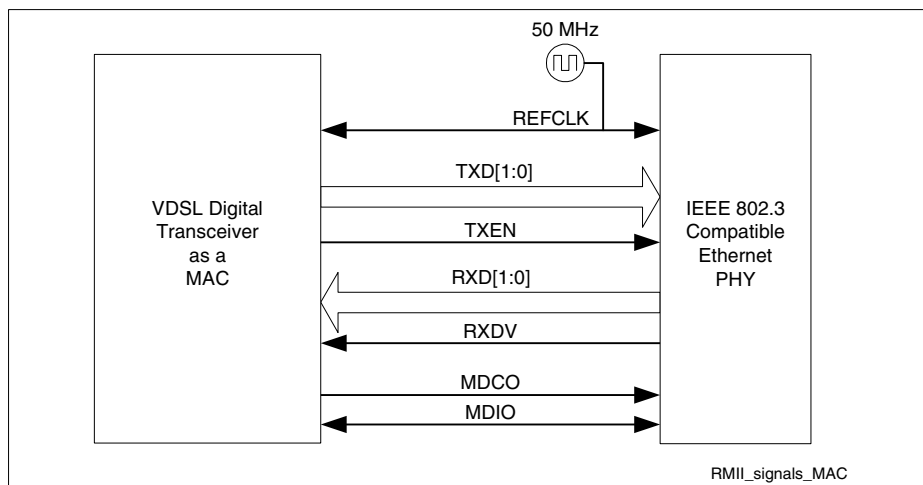 50 MHz
REFCLK
TXD[1:0]
VDSL Digital
Transceiver
as a
MAC
IEEE 802.3
Compatible
Ethernet
PHY
TXEN
RXD[1:0]
RXDV
MDCO
MDIO
RMII_signals_MAC